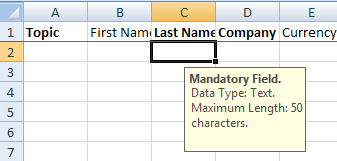 A B C D E
1 Topic First Name Last Name Company Currency
2
3 Mandatory Field.
4 Data Type: Text.
5 Maximum Length: 50
6 characters.
7